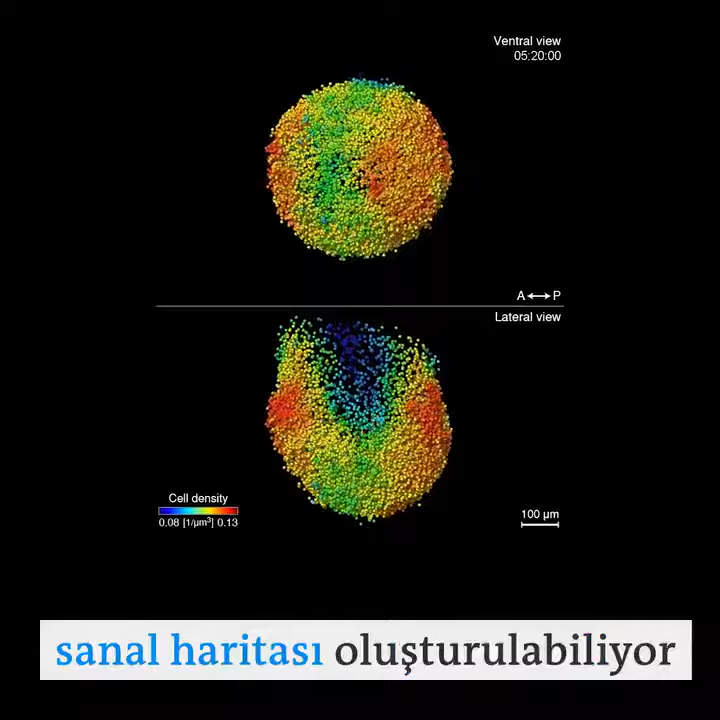 Ventral view
05:20:00
A↔P
Lateral view
Cell density
0.08 [1/µm³] 0.13
100 µm
sanal haritası oluşturulabiliyor